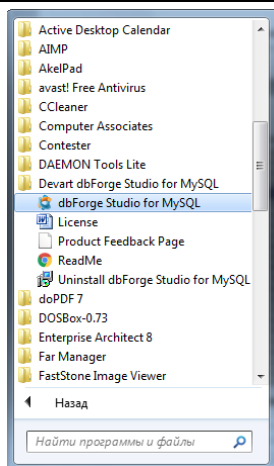 Active Desktop Calendar
AIMP
AkelPad
avast! Free Antivirus
CCleaner
Computer Associates
Contester
DAEMON Tools Lite
Devart dbForge Studio for MySQL
dbForge Studio for MySQL
License
Product Feedback Page
ReadMe
Uninstall dbForge Studio for MySQL
doPDF 7
DOSBox-0.73
Enterprise Architect 8
Far Manager
FastStone Image Viewer
Назад
Найти программы и файлы